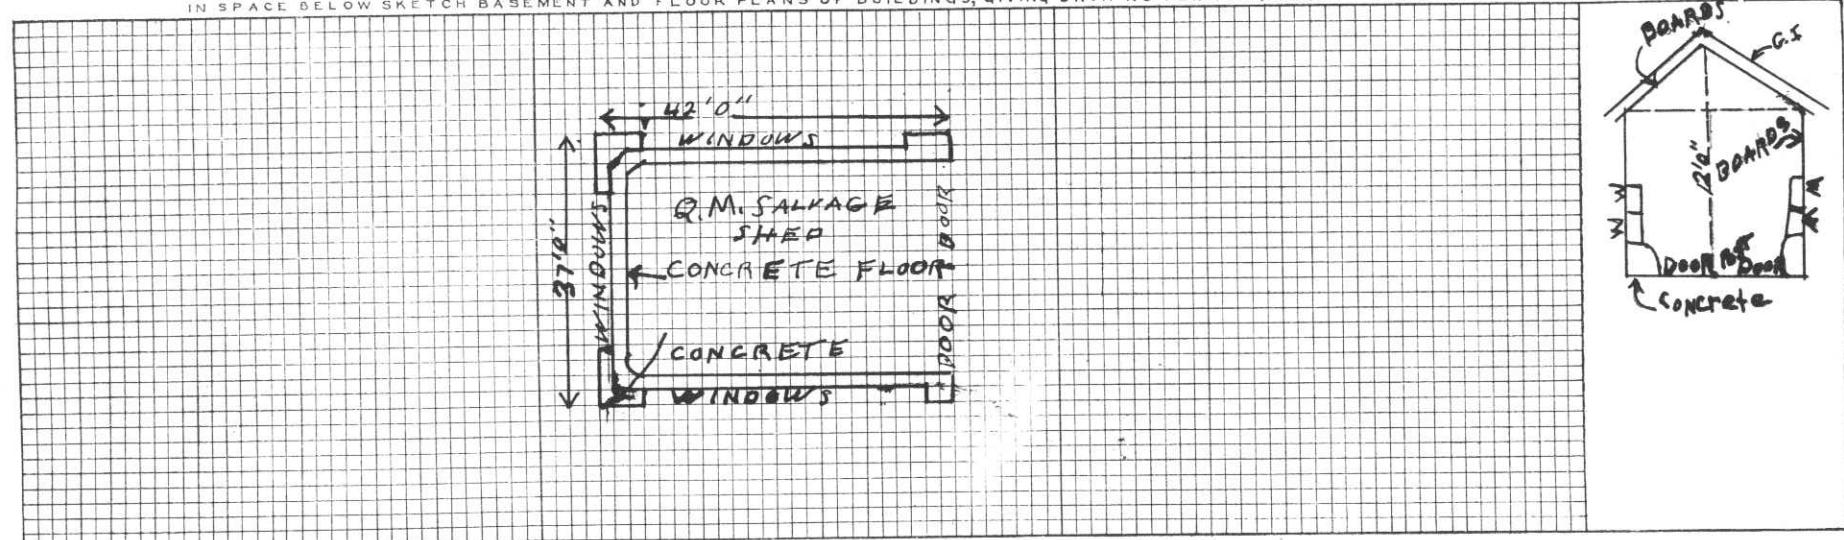 IN SPACE BELOW SKETCH BASEMENT AND FLOOR PLANS OF BUILDINGS, GIVING
42'0"
WINDOWS
37'0"
WINDOWS
Q.M. SALVAGE
SHED
CONCRETE FLOOR
DOOR DOOR
CONCRETE
WINDOWS
BOARDS
G.I
BOARDS
W
W
W
W
DOOR DOOR
Concrete